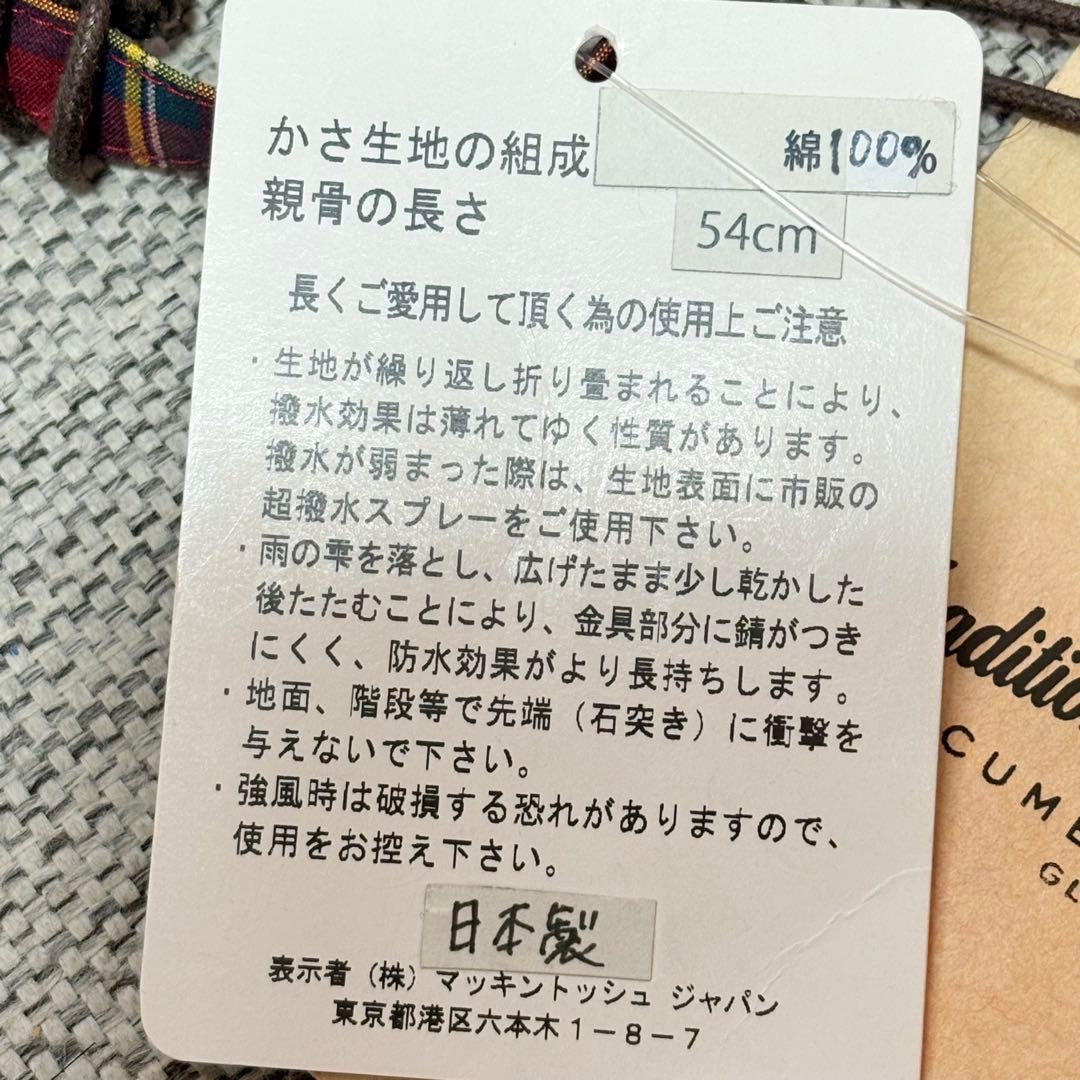 かさ生地の組成 綿100%
親骨の長さ 54cm
長くご愛用して頂く為の使用上ご注意
・生地が繰り返し折り畳まれることにより、
撥水効果は薄れてゆく性質があります。
撥水が弱まった際は、生地表面に市販の
超撥水スプレーをご使用下さい。
・雨の雫を落とし、広げたまま少し乾かした
後たたむことにより、金具部分に錆がつき
にくく、防水効果がより長持ちします。
・地面、階段等で先端（石突き）に衝撃を
与えないで下さい。
・強風時は破損する恐れがありますので、
使用をお控え下さい。
日本製
表示者（株）マッキントッシュ ジャパン
東京都港区六本木1-8-7